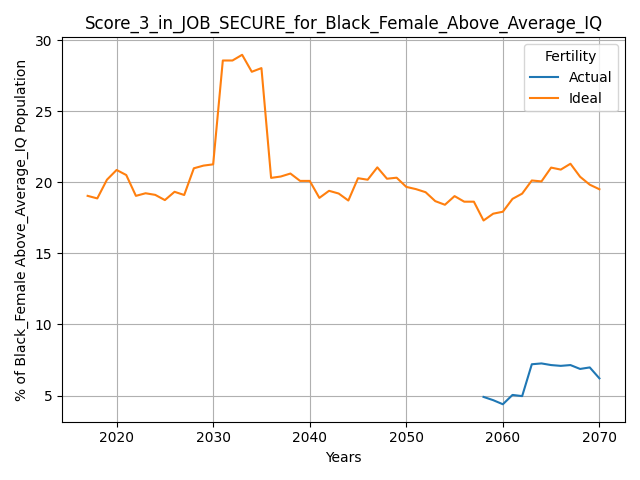 Score_3_in_JOB_SECURE_for_Black_Female_Above_Average_IQ
Fertility
Actual
Ideal
% of Black_Female Above_Average_IQ Population
30
25
20
15
10
5
2020 2030 2040 2050 2060 2070
Years